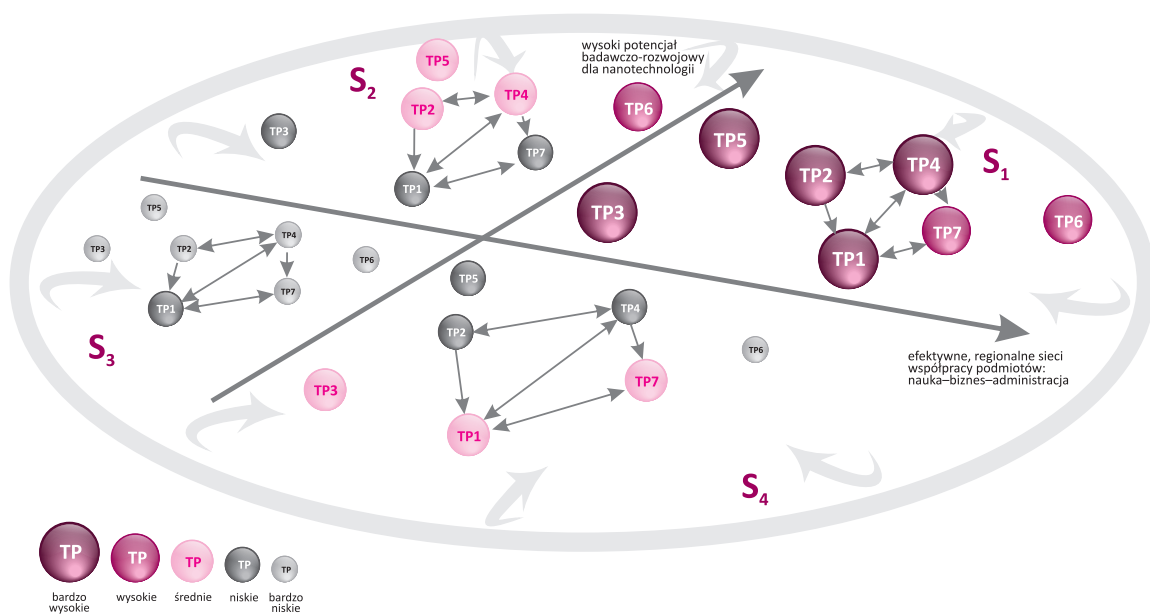 wysoki potencjał
badawczo-rozwojowy
dla nanotechnologii
S2
TP5
TP2
TP4
TP3
TP7
TP1
TP6
TP5
S1
TP2
TP4
TP3
TP6
TP7
TP1
TP5
TP3
TP2
TP4
TP6
TP7
TP1
S3
TP5
TP2
TP4
TP6
TP3
TP7
TP1
S4
efektywne, regionalne sieci
współpracy podmiotów:
nauka–biznes–administracja
TP
TP
TP
TP
TP
bardzo
wysokie
wysokie
średnie
niskie
bardzo
niskie